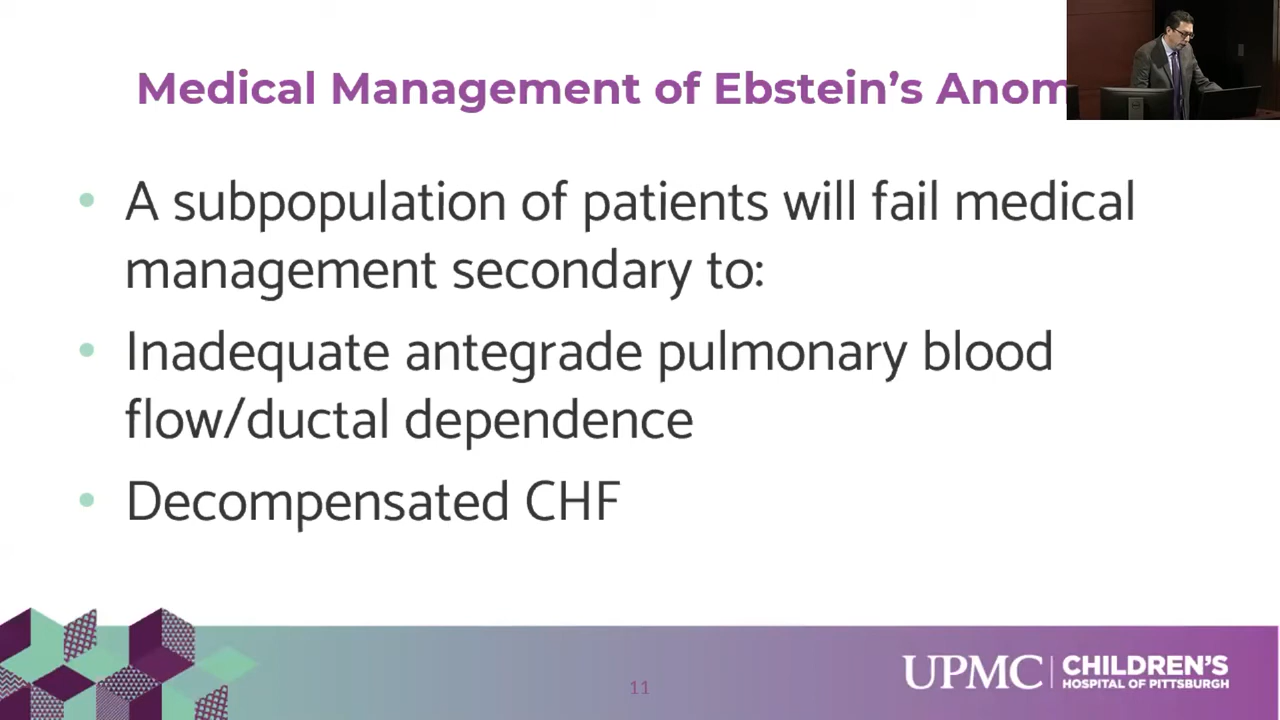 Medical Management of Ebstein's
• A subpopulation of patients will fail medical
management secondary to:
• Inadequate antegrade pulmonary blood
flow/ductal dependence
• Decompensated CHF
11
UPMC | CHILDREN'S
HOSPITAL OF PITTSBURGH